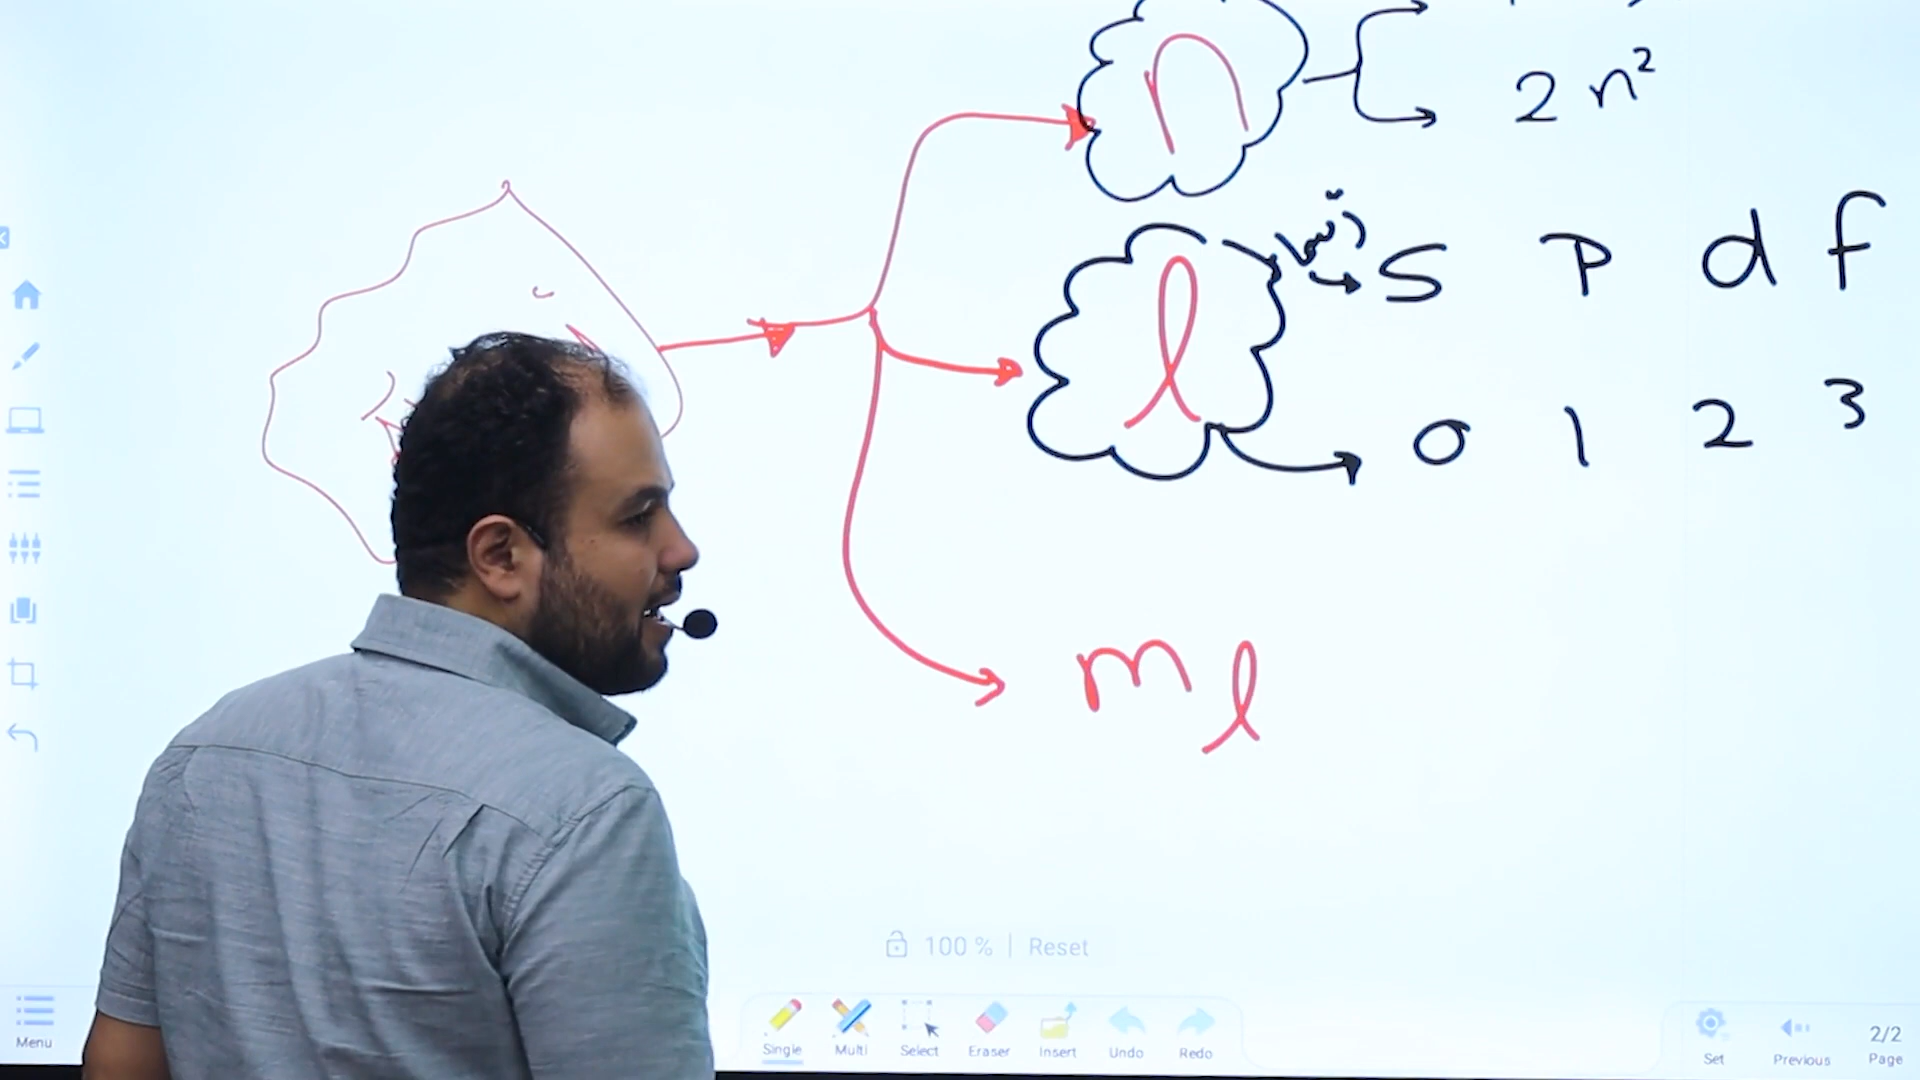 n
2n²
l
s p d f
0 1 2 3
mₗ
100 % | Reset
Menu
Single Multi Select Eraser Insert Undo Redo
Set Previous 2/2 Page